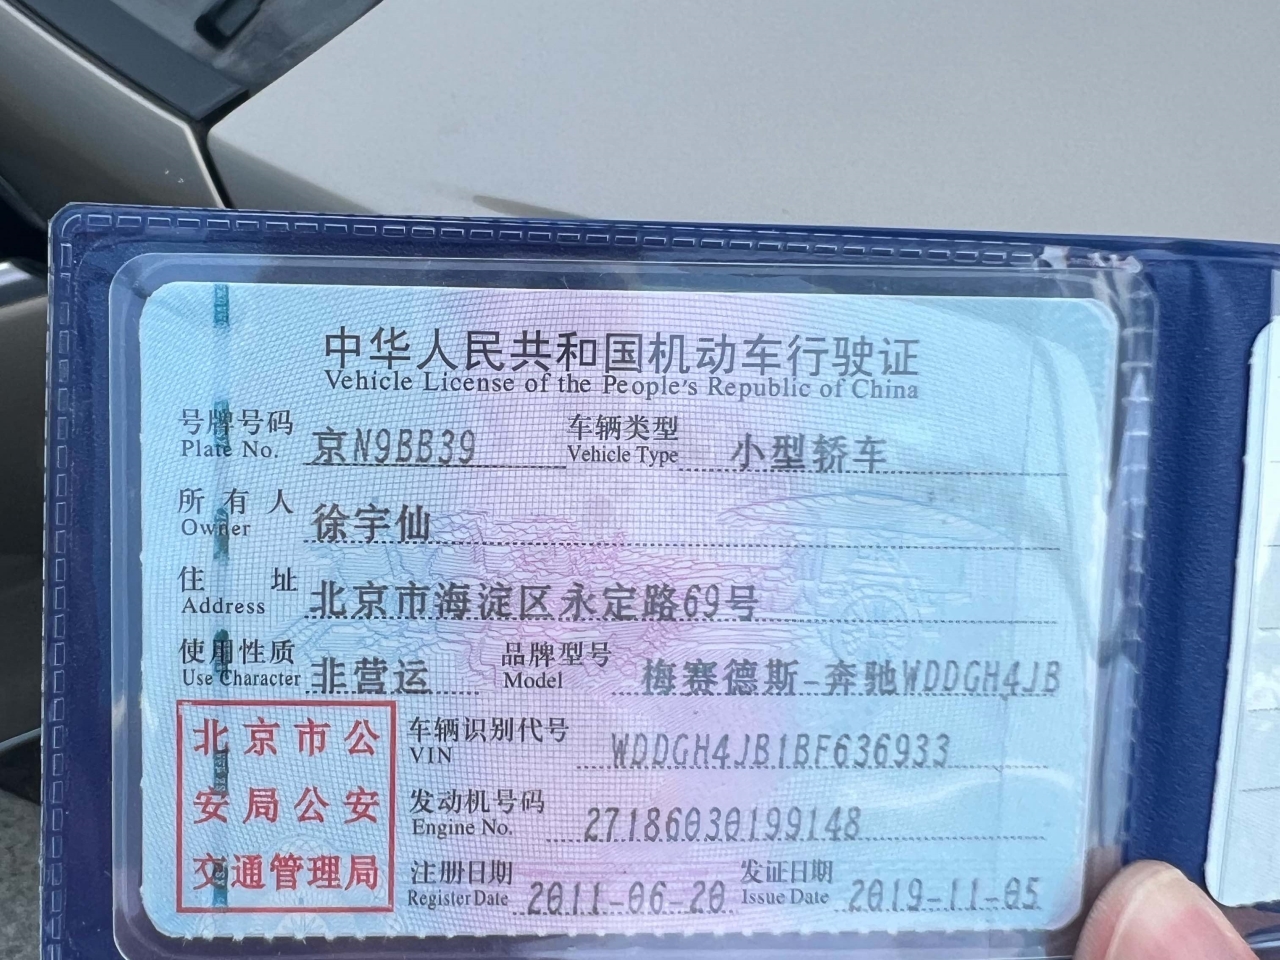 中华人民共和国机动车行驶证
Vehicle License of the People's Republic of China
号牌号码 京N9BB39 车辆类型 小型轿车
Plate No. Vehicle Type
所有人 徐宇仙
Owner
住址 北京市海淀区永定路69号
Address
使用性质 非营运 品牌型号 梅赛德斯-奔驰WDDGH4JB
Use Character Model
北京市公
安局公安
交通管理局
车辆识别代号 WDDGH4JB1BF636933
VIN
发动机号码 27186030199148
Engine No.
注册日期 2011-06-20 发证日期 2019-11-05
Register Date Issue Date